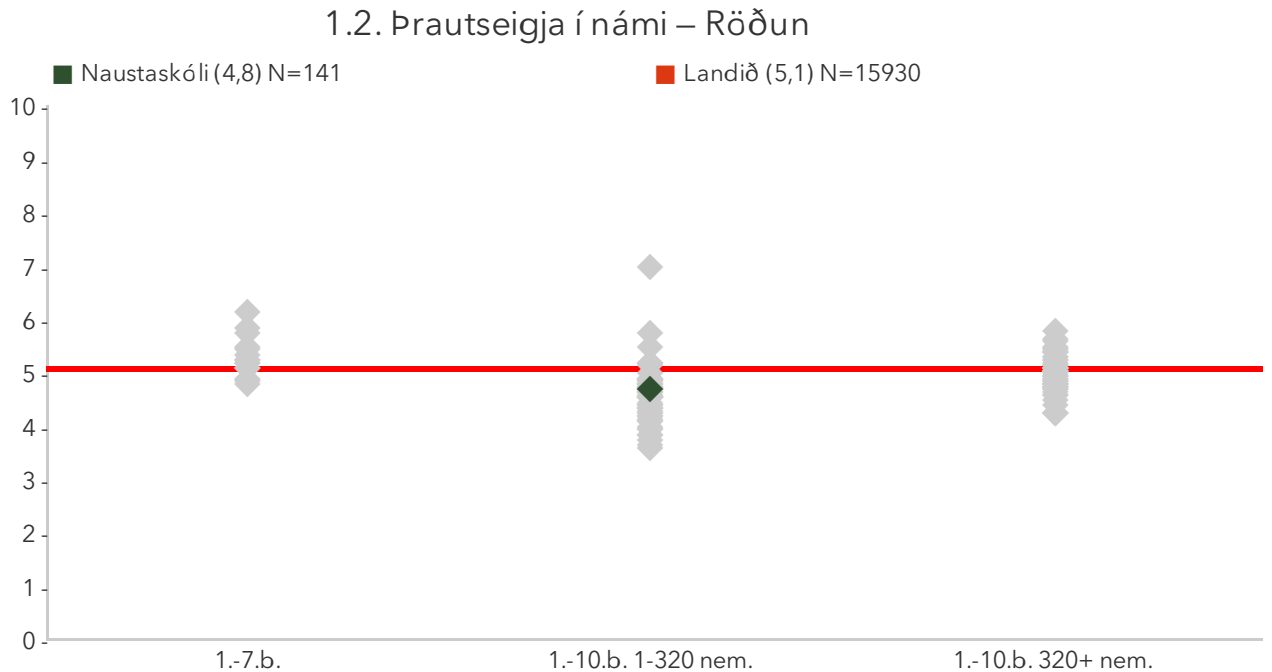 1.2. Þrautseigja í námi – Röðun
Naustaskóli (4,8) N=141
Landið (5,1) N=15930
10
9
8
7
6
5
4
3
2
1
0
1.-7.b.
1.-10.b. 1-320 nem.
1.-10.b. 320+ nem.